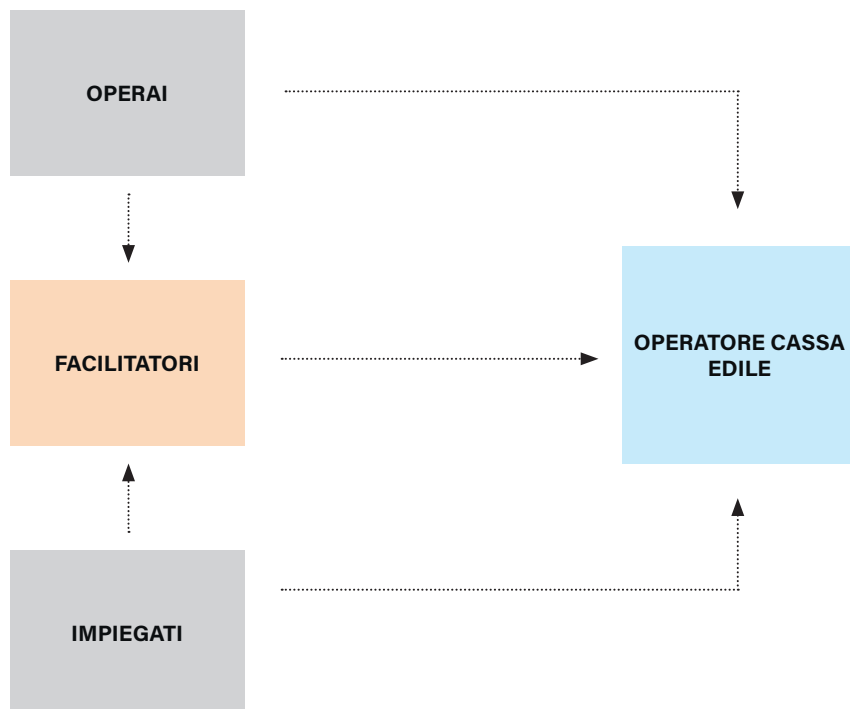 OPERAI
FACILITATORI
OPERATORE CASSA
EDILE
IMPIEGATI